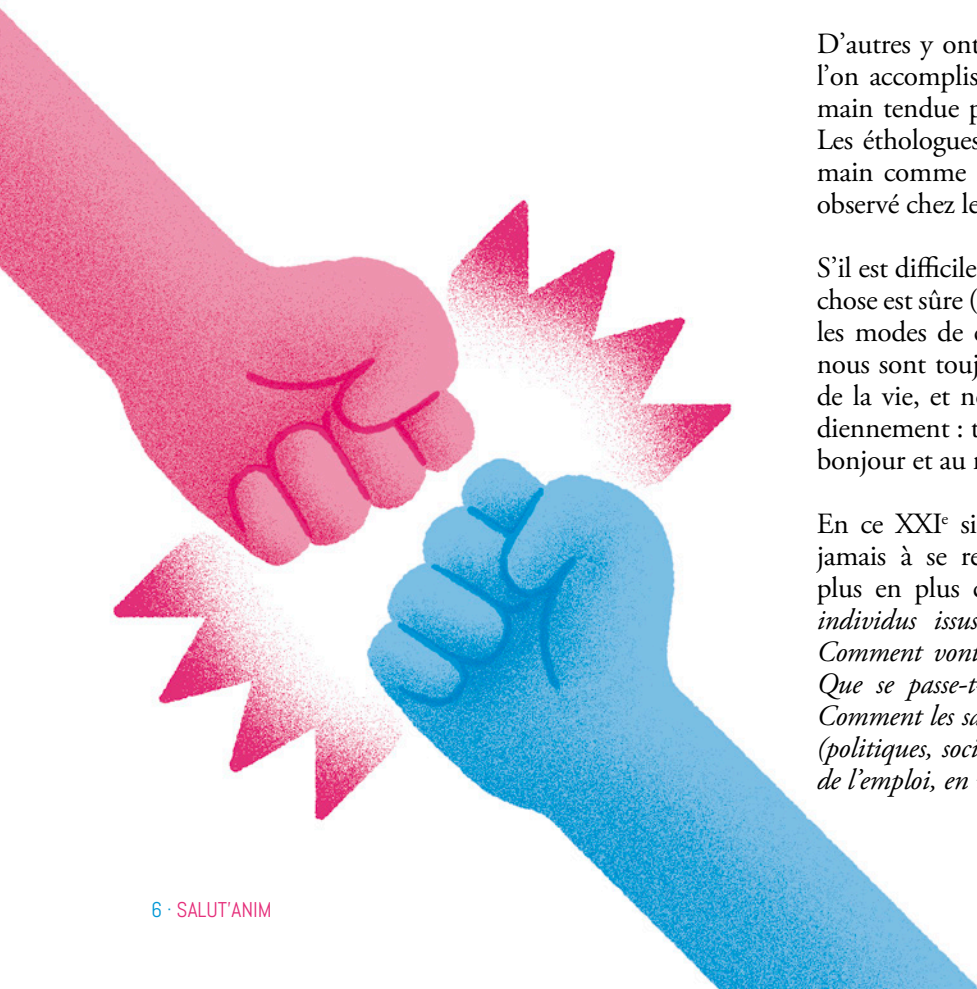 D’autres y ont
l’on accomplis
main tendue p
Les éthologues
main comme
observé chez le
S’il est difficile
chose est sûre (
les modes de
nous sont touj
de la vie, et n
diennement : t
bonjour et au
En ce XXIᵉ si
jamais à se re
plus en plus
individus issus
Comment vont
Que se passe-t
Comment les sa
(politiques, soci
de l’emploi, en
6 · SALUT’ANIM